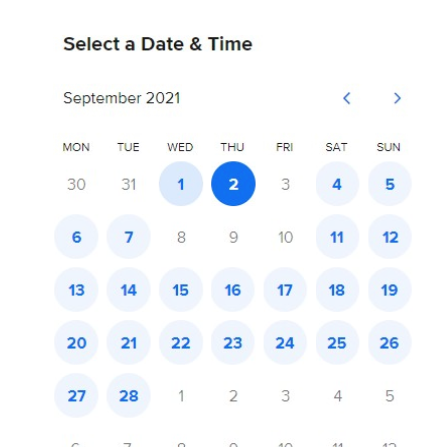 Select a Date & Time
September 2021
MON TUE WED THU FRI SAT SUN
30 31 1 2 3 4 5
6 7 8 9 10 11 12
13 14 15 16 17 18 19
20 21 22 23 24 25 26
27 28 1 2 3 4 5